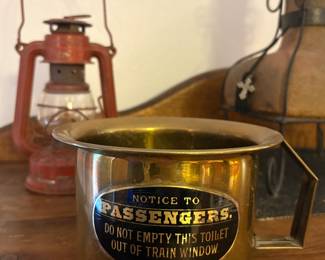 NOTICE TO
PASSENGERS.
DO NOT EMPTY THIS TOILET
OUT OF TRAIN WINDOW